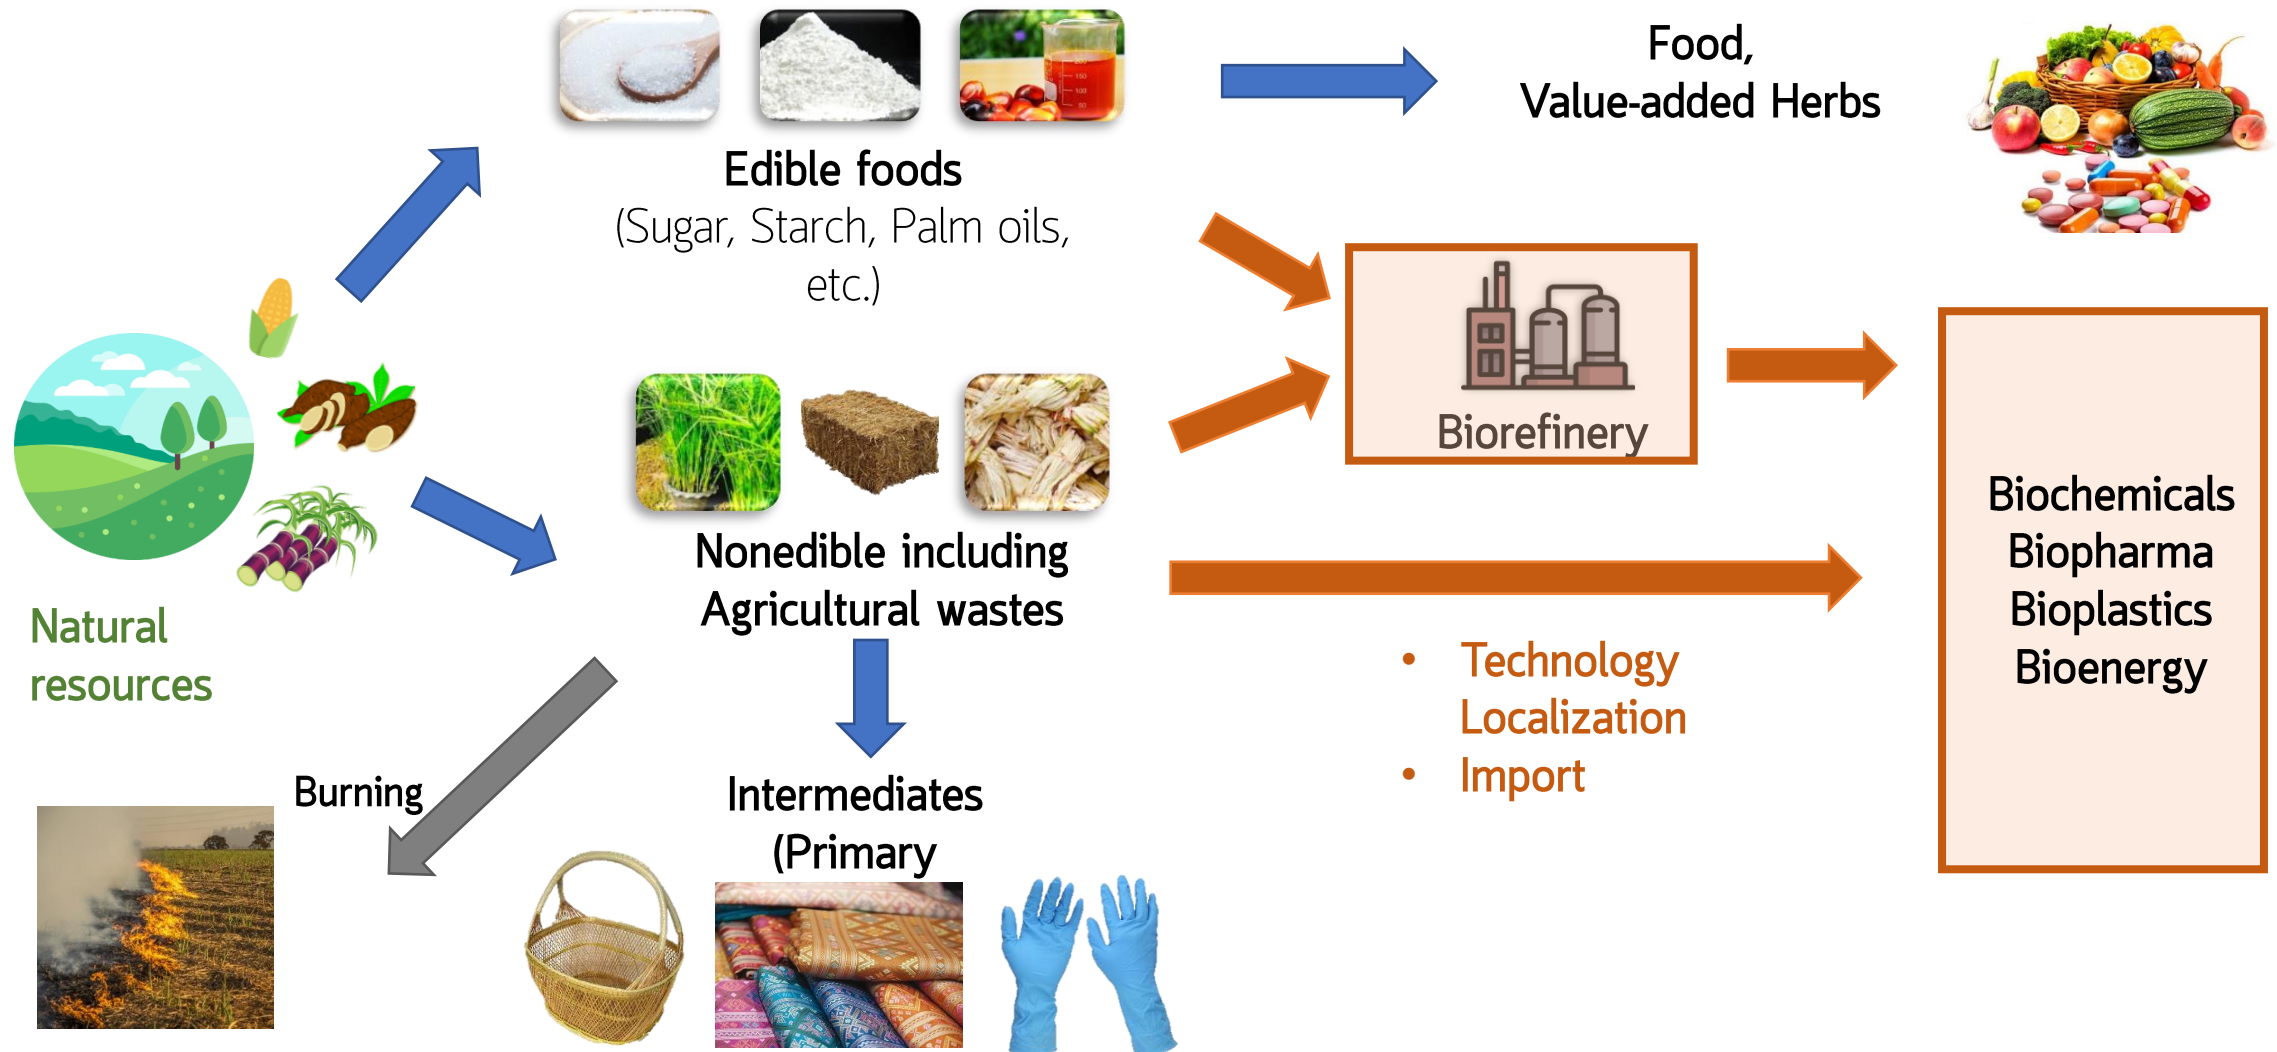 Food,
Value-added Herbs
Edible foods
(Sugar, Starch, Palm oils,
etc.)
Biorefinery
Natural
resources
Nonedible including
Agricultural wastes
Biochemicals
Biopharma
Bioplastics
Bioenergy
• Technology
Localization
• Import
Burning
Intermediates
(Primary